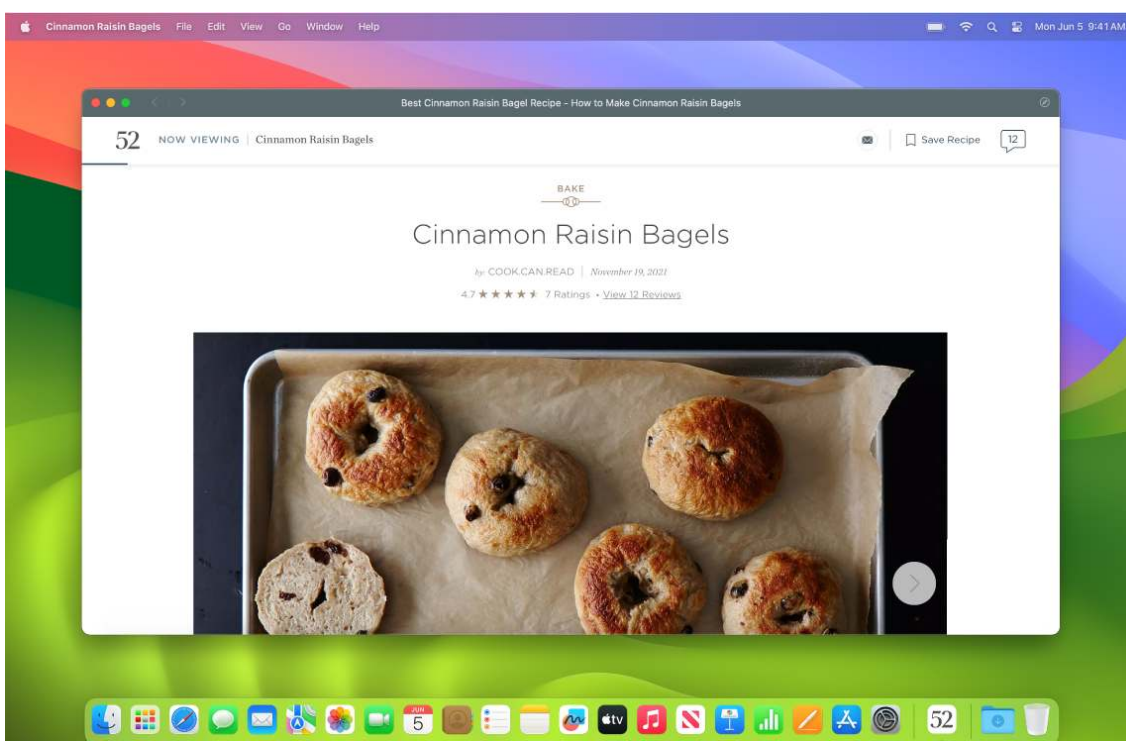 Cinnamon Raisin Bagels File Edit View Go Window Help Mon Jun 5 9:41 AM
Best Cinnamon Raisin Bagel Recipe - How to Make Cinnamon Raisin Bagels
52 NOW VIEWING | Cinnamon Raisin Bagels Save Recipe 12
BAKE
Cinnamon Raisin Bagels
by COOK.CAN.READ | November 19, 2021
4.7 ★ ★ ★ ★ ⯨ 7 Ratings • View 12 Reviews
JUN
5 tv 52